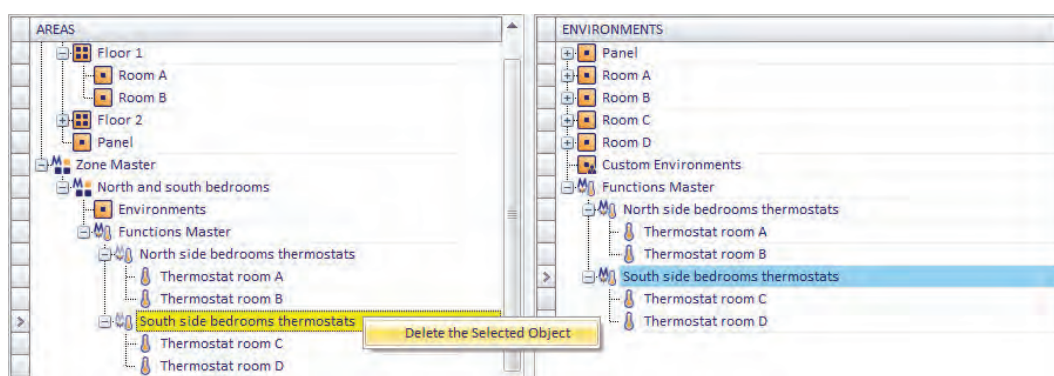 AREAS
Floor 1
Room A
Room B
Floor 2
Panel
Zone Master
North and south bedrooms
Environments
Functions Master
North side bedrooms thermostats
Thermostat room A
Thermostat room B
South side bedrooms thermostats
Delete the Selected Object
Thermostat room C
Thermostat room D
ENVIRONMENTS
Panel
Room A
Room B
Room C
Room D
Custom Environments
Functions Master
North side bedrooms thermostats
Thermostat room A
Thermostat room B
South side bedrooms thermostats
Thermostat room C
Thermostat room D